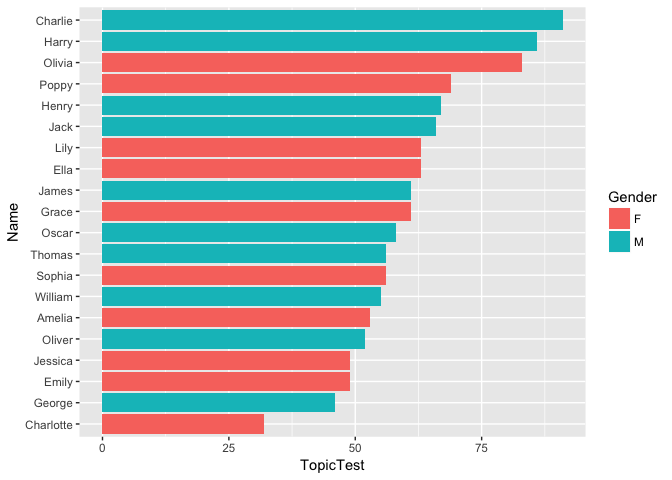 Charlie
Harry
Olivia
Poppy
Henry
Jack
Lily
Ella
James
Grace
Oscar
Thomas
Sophia
William
Amelia
Oliver
Jessica
Emily
George
Charlotte
Name
0 25 50 75
TopicTest
Gender
F
M